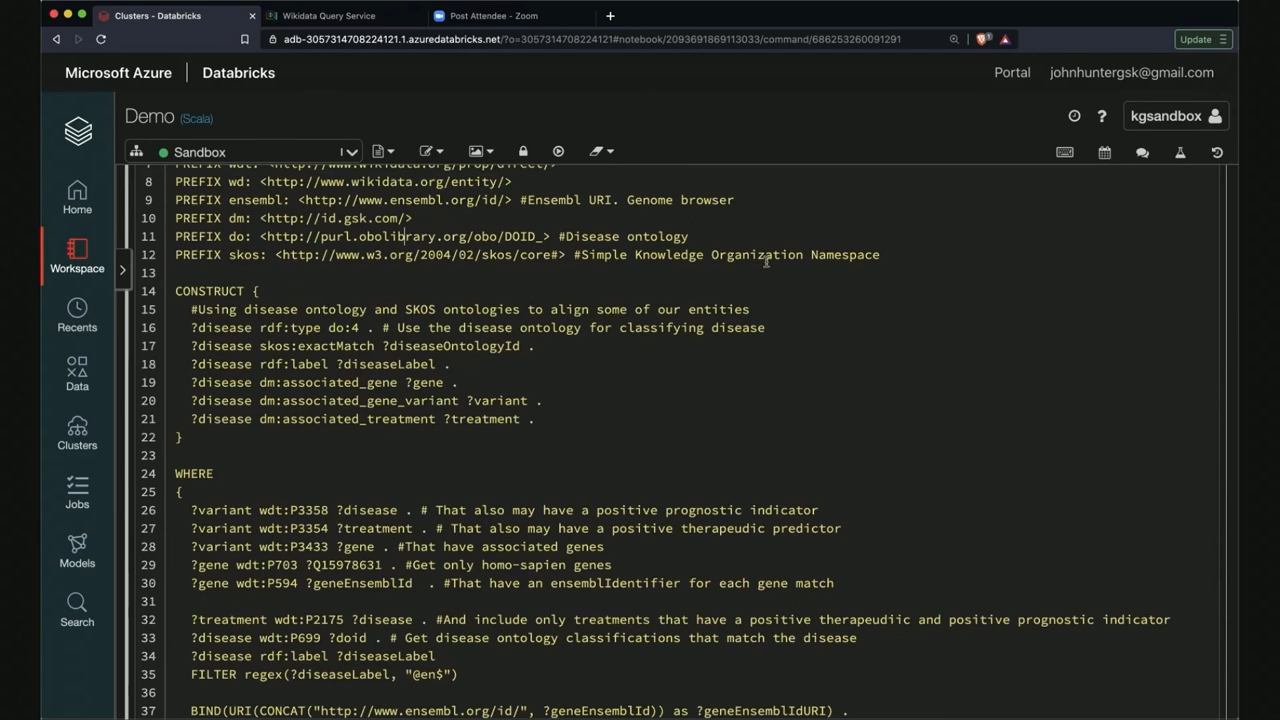 Clusters - Databricks
Wikidata Query Service
Post Attendee - Zoom
adb-3057314708224121.1.azuredatabricks.net/?o=3057314708224121#notebook/2093691869113033/command/686253260091291
Update
Microsoft Azure
Databricks
Portal
johnhuntergsk@gmail.com
Demo (Scala)
kgsandbox
Sandbox
Home
Workspace
Recents
Data
Clusters
Jobs
Models
Search
8 PREFIX wd: <http://www.wikidata.org/entity/>
9 PREFIX ensembl: <http://www.ensembl.org/id/> #Ensembl URI. Genome browser
10 PREFIX dm: <http://id.gsk.com/>
11 PREFIX do: <http://purl.obolibrary.org/obo/DOID_> #Disease ontology
12 PREFIX skos: <http://www.w3.org/2004/02/skos/core#> #Simple Knowledge Organization Namespace
13
14 CONSTRUCT {
15 #Using disease ontology and SKOS ontologies to align some of our entities
16 ?disease rdf:type do:4 . # Use the disease ontology for classifying disease
17 ?disease skos:exactMatch ?diseaseOntologyId .
18 ?disease rdf:label ?diseaseLabel .
19 ?disease dm:associated_gene ?gene .
20 ?disease dm:associated_gene_variant ?variant .
21 ?disease dm:associated_treatment ?treatment .
22 }
23
24 WHERE
25 {
26 ?variant wdt:P3358 ?disease . # That also may have a positive prognostic indicator
27 ?variant wdt:P3354 ?treatment . # That also may have a positive therapeudic predictor
28 ?variant wdt:P3433 ?gene . #That have associated genes
29 ?gene wdt:P703 ?Q15978631 . #Get only homo-sapien genes
30 ?gene wdt:P594 ?geneEnsemblId . #That have an ensemblIdentifier for each gene match
31
32 ?treatment wdt:P2175 ?disease . #And include only treatments that have a positive therapeudiic and positive prognostic indicator
33 ?disease wdt:P699 ?doid . # Get disease ontology classifications that match the disease
34 ?disease rdf:label ?diseaseLabel
35 FILTER regex(?diseaseLabel, "@en$")
36
37 BIND(URI(CONCAT("http://www.ensembl.org/id/", ?geneEnsemblId)) as ?geneEnsemblIdURI) .